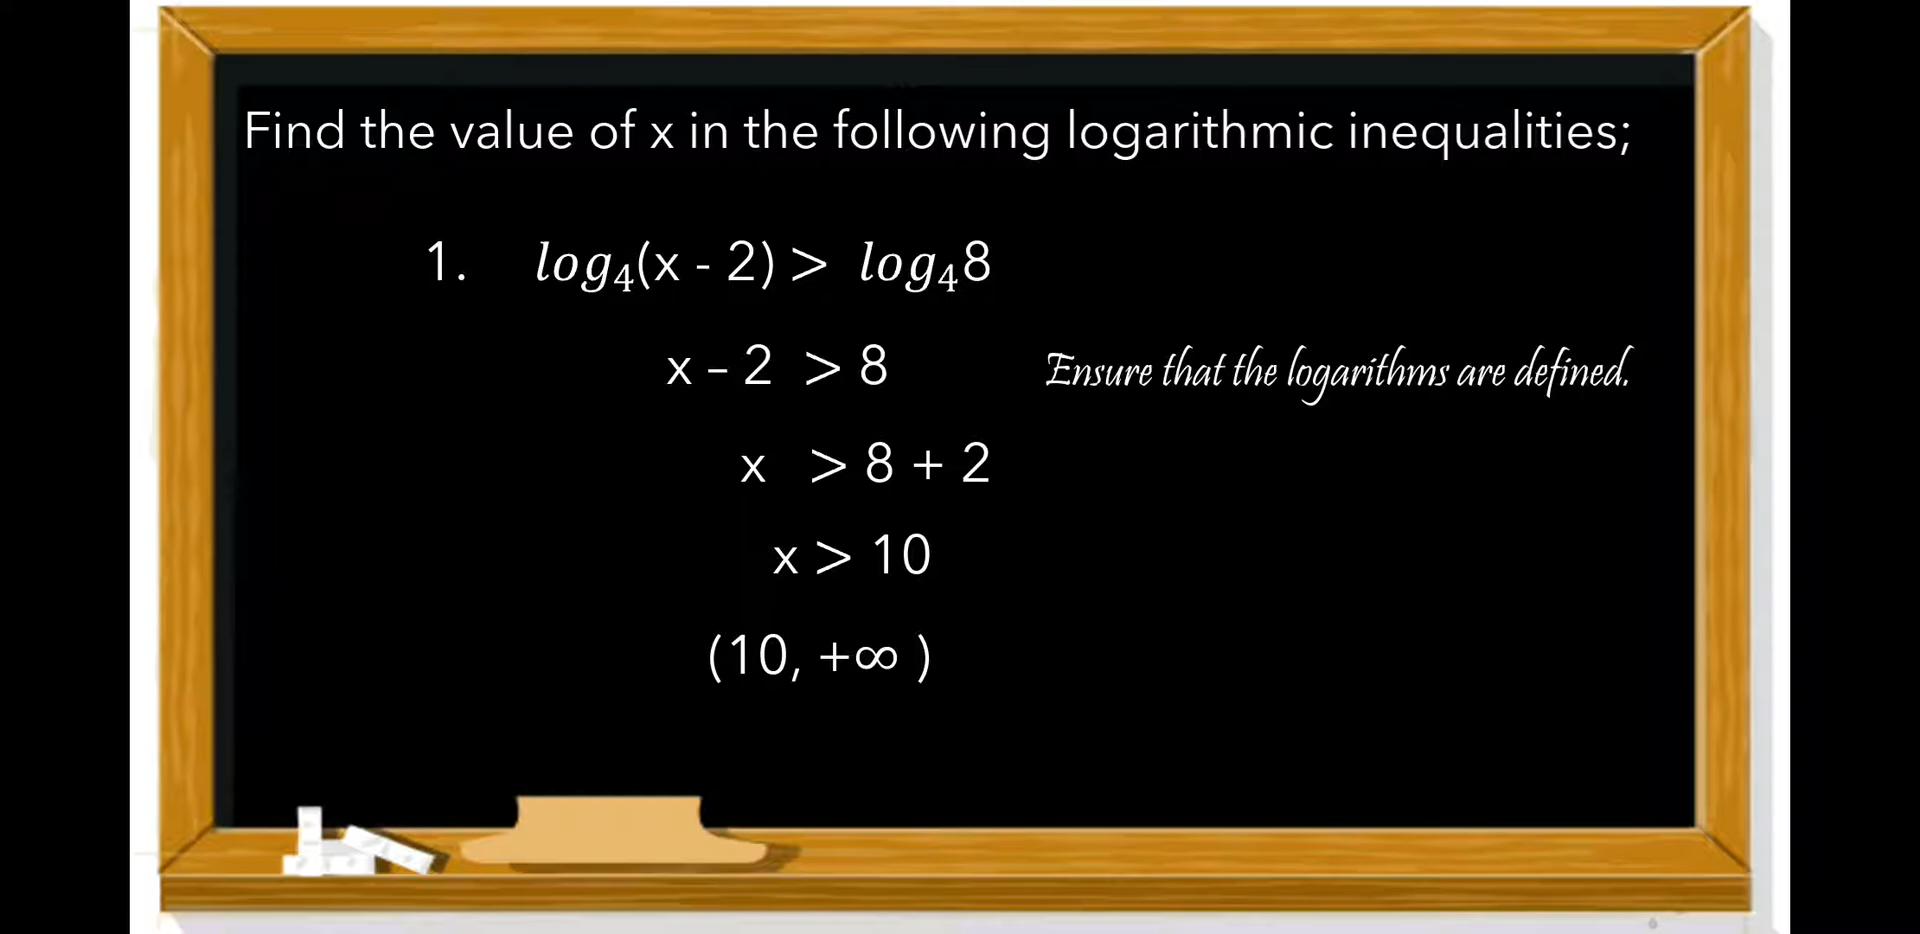 Find the value of x in the following logarithmic inequalities;
1. log₄(x - 2) > log₄8
x – 2 > 8 Ensure that the logarithms are defined.
x > 8 + 2
x > 10
(10, +∞ )